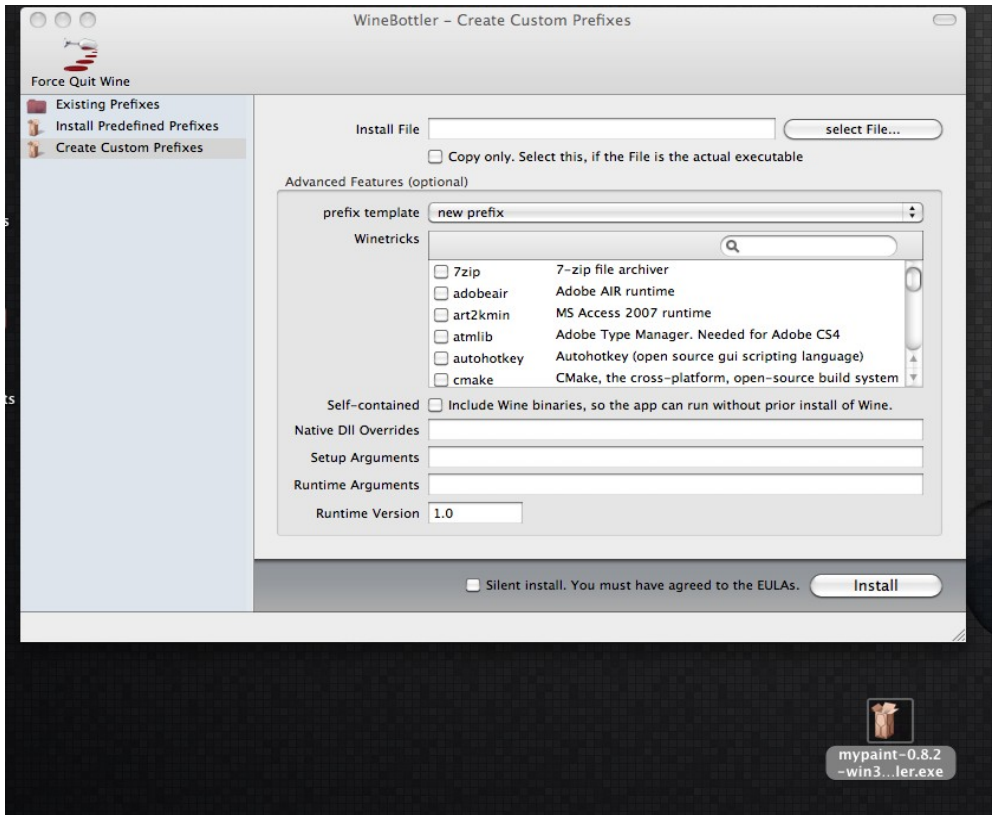 WineBottler – Create Custom Prefixes
Force Quit Wine
Existing Prefixes
Install Predefined Prefixes
Create Custom Prefixes
Install File
select File...
Copy only. Select this, if the File is the actual executable
Advanced Features (optional)
prefix template new prefix
Winetricks
7zip 7-zip file archiver
adobeair Adobe AIR runtime
art2kmin MS Access 2007 runtime
atmlib Adobe Type Manager. Needed for Adobe CS4
autohotkey Autohotkey (open source gui scripting language)
cmake CMake, the cross-platform, open-source build system
Self-contained Include Wine binaries, so the app can run without prior install of Wine.
Native Dll Overrides
Setup Arguments
Runtime Arguments
Runtime Version 1.0
Silent install. You must have agreed to the EULAs. Install
mypaint-0.8.2
-win3...ler.exe